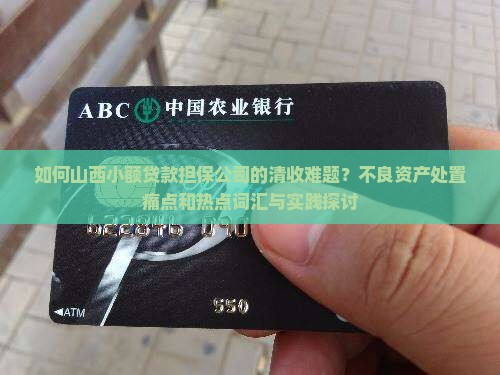 ABC 中国农业银行
如何山西小额贷款担保公司的清收难题？不良资产处置
痛点和热点词汇与实践探讨
622846 090
550
◀ATM